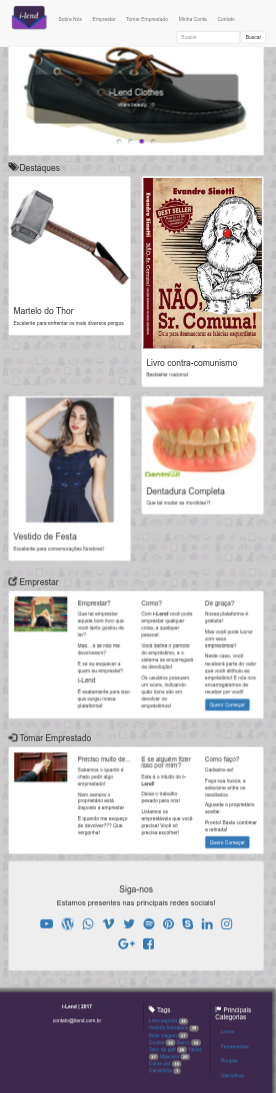 i-lend
Sobre Nós
Emprestar
Tomar Emprestado
Minha Conta
Contato
Buscar
Buscar
i-Lend Clothes
Destaques
Martelo do Thor
Excelente para enfrentar os mais diversos perigos
Evandro Sinotti
BEST SELLER
NÃO,
Sr. Comuna!
Guia para desmascarar as falácias esquerdistas
Livro contra-comunismo
Bestseller nacional
Vestido de Festa
Excelente para comemorações fúnebres!
Dentadura Completa
Que tal mudar as mordidas?!
Emprestar
Emprestar?
Que tal emprestar
aquele bom livro que
você tanto gostou de
ler?
Mas... e se não me
devolverem?
E se eu esquecer a
quem eu emprestei?
i-Lend
É exatamente para isso
que surgiu nossa
plataforma!
Como?
Com i-Lend você pode
emprestar qualquer
coisa, a qualquer
pessoa!
Você define o período
do empréstimo, e o
sistema se encarregará
da devolução!
Os usuários possuem
um score, indicando
quão bons são em
devolver os
empréstimos!
De graça?
Nossa plataforma é
gratuita!
Mas você pode lucrar
com seus
empréstimos!!
Neste caso, você
receberá parte do valor
que você atribuiu ao
empréstimo! E nós nos
encarregaremos de
receber por você!
Quero Começar
Tomar Emprestado
Preciso muito de...
Sabemos o quanto é
chato pedir algo
emprestado!
Nem sempre o
proprietário está
disposto a emprestar
E quando me esqueço
de devolver??? Que
vergonha!
E se alguém fizer
isso por mim?
Este é o intuito do i-
Lend!
Deixe o trabalho
pesado para nós!
Listamos os
emprestáveis que você
precisa! Você só
precisa escolher!
Como faço?
Cadastre-se!
Faça sua busca, e
selecione entre os
resultados.
Aguarde o proprietário
aceitar.
Pronto! Basta combinar
a retirada!
Quero Começar
Siga-nos
Estamos presentes nas principais redes sociais!
i-Lend | 2017
contato@ilend.com.br
Tags
Principais
Categorias
Livros
Ferramentas
Roupas
Utensílios